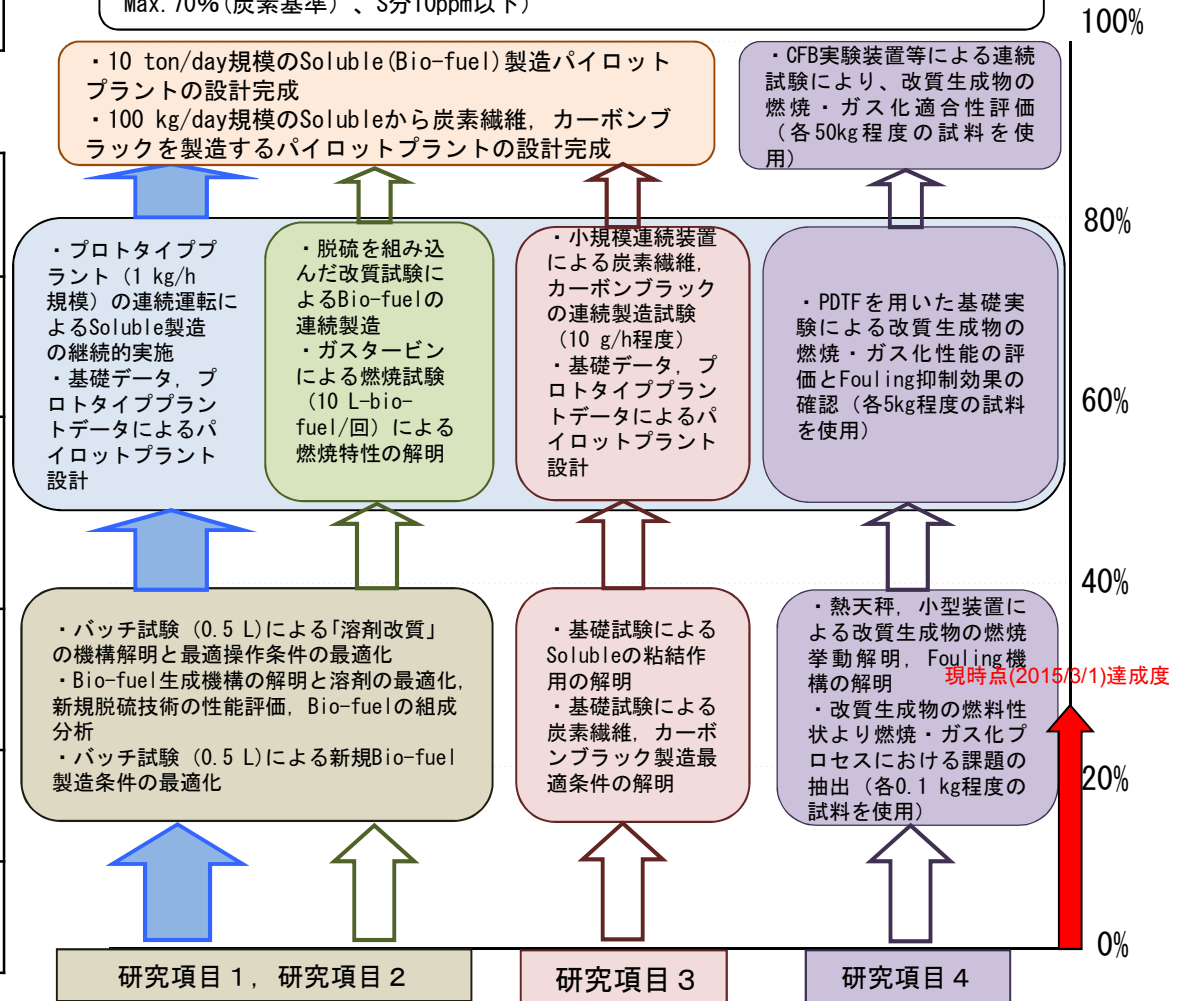 Max.70%(炭素基準）、S分10ppm以下）
100%
・10 ton/day規模のSoluble(Bio-fuel)製造パイロット
プラントの設計完成
・100 kg/day規模のSolubleから炭素繊維，カーボンブ
ラックを製造するパイロットプラントの設計完成
・CFB実験装置等による連続
試験により、改質生成物の
燃焼・ガス化適合性評価
（各50kg程度の試料を使
用）
80%
・プロトタイププ
ラント（1 kg/h
規模）の連続運転に
よるSoluble製造
の継続的実施
・基礎データ，プ
ロトタイププラン
トデータによるパ
イロットプラント
設計
・脱硫を組み込
んだ改質試験に
よるBio-fuelの
連続製造
・ガスタービン
による燃焼試験
（10 L-bio-
fuel/回）による
燃焼特性の解明
・小規模連続装置
による炭素繊維，
カーボンブラック
の連続製造試験
（10 g/h程度）
・基礎データ，プ
ロトタイププラン
トデータによるパ
イロットプラント
設計
・PDTFを用いた基礎実
験による改質生成物の
燃焼・ガス化性能の評
価とFouling抑制効果の
確認（各5kg程度の試料
を使用）
60%
40%
・バッチ試験（0.5 L)による「溶剤改質」
の機構解明と最適操作条件の最適化
・Bio-fuel生成機構の解明と溶剤の最適化，
新規脱硫技術の性能評価，Bio-fuelの組成
分析
・バッチ試験（0.5 L)による新規Bio-fuel
製造条件の最適化
・基礎試験による
Solubleの粘結作
用の解明
・基礎試験による
炭素繊維，カーボ
ンブラック製造最
適条件の解明
・熱天秤，小型装置に
よる改質生成物の燃焼
挙動解明，Fouling機
構の解明
・改質生成物の燃料性
状より燃焼・ガス化プ
ロセスにおける課題の
抽出（各0.1 kg程度の
試料を使用）
現時点(2015/3/1)達成度
20%
0%
研究項目１，研究項目２
研究項目３
研究項目４